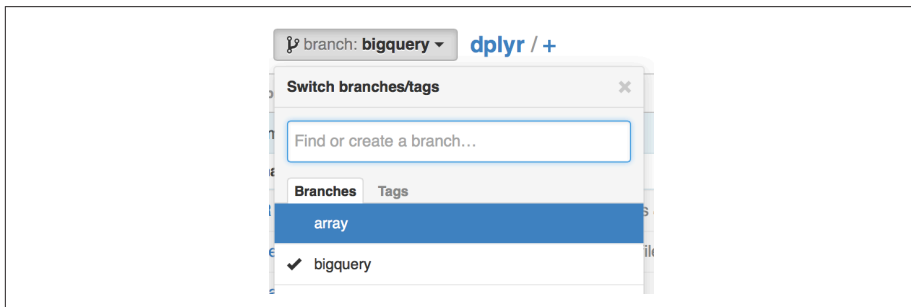 branch: bigquery dplyr / +
Switch branches/tags
Find or create a branch…
Branches Tags
array
bigquery